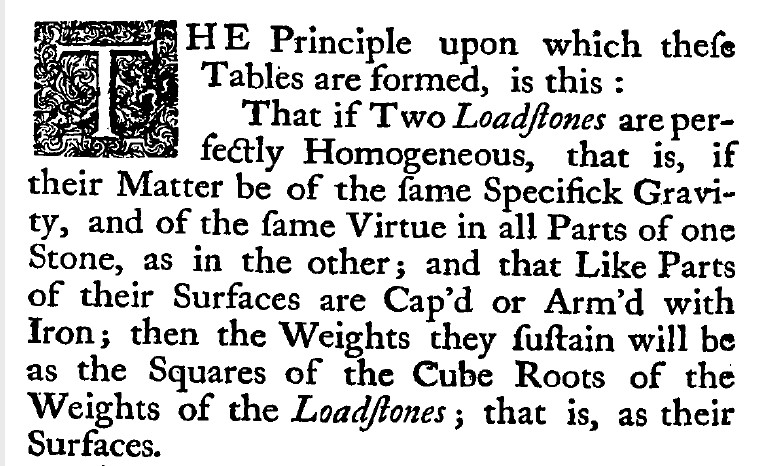 THE Principle upon which theſe
Tables are formed, is this :
That if Two Loadſtones are per-
fectly Homogeneous, that is, if
their Matter be of the ſame Specifick Gravi-
ty, and of the ſame Virtue in all Parts of one
Stone, as in the other; and that Like Parts
of their Surfaces are Cap'd or Arm'd with
Iron; then the Weights they ſuſtain will be
as the Squares of the Cube Roots of the
Weights of the Loadſtones; that is, as their
Surfaces.